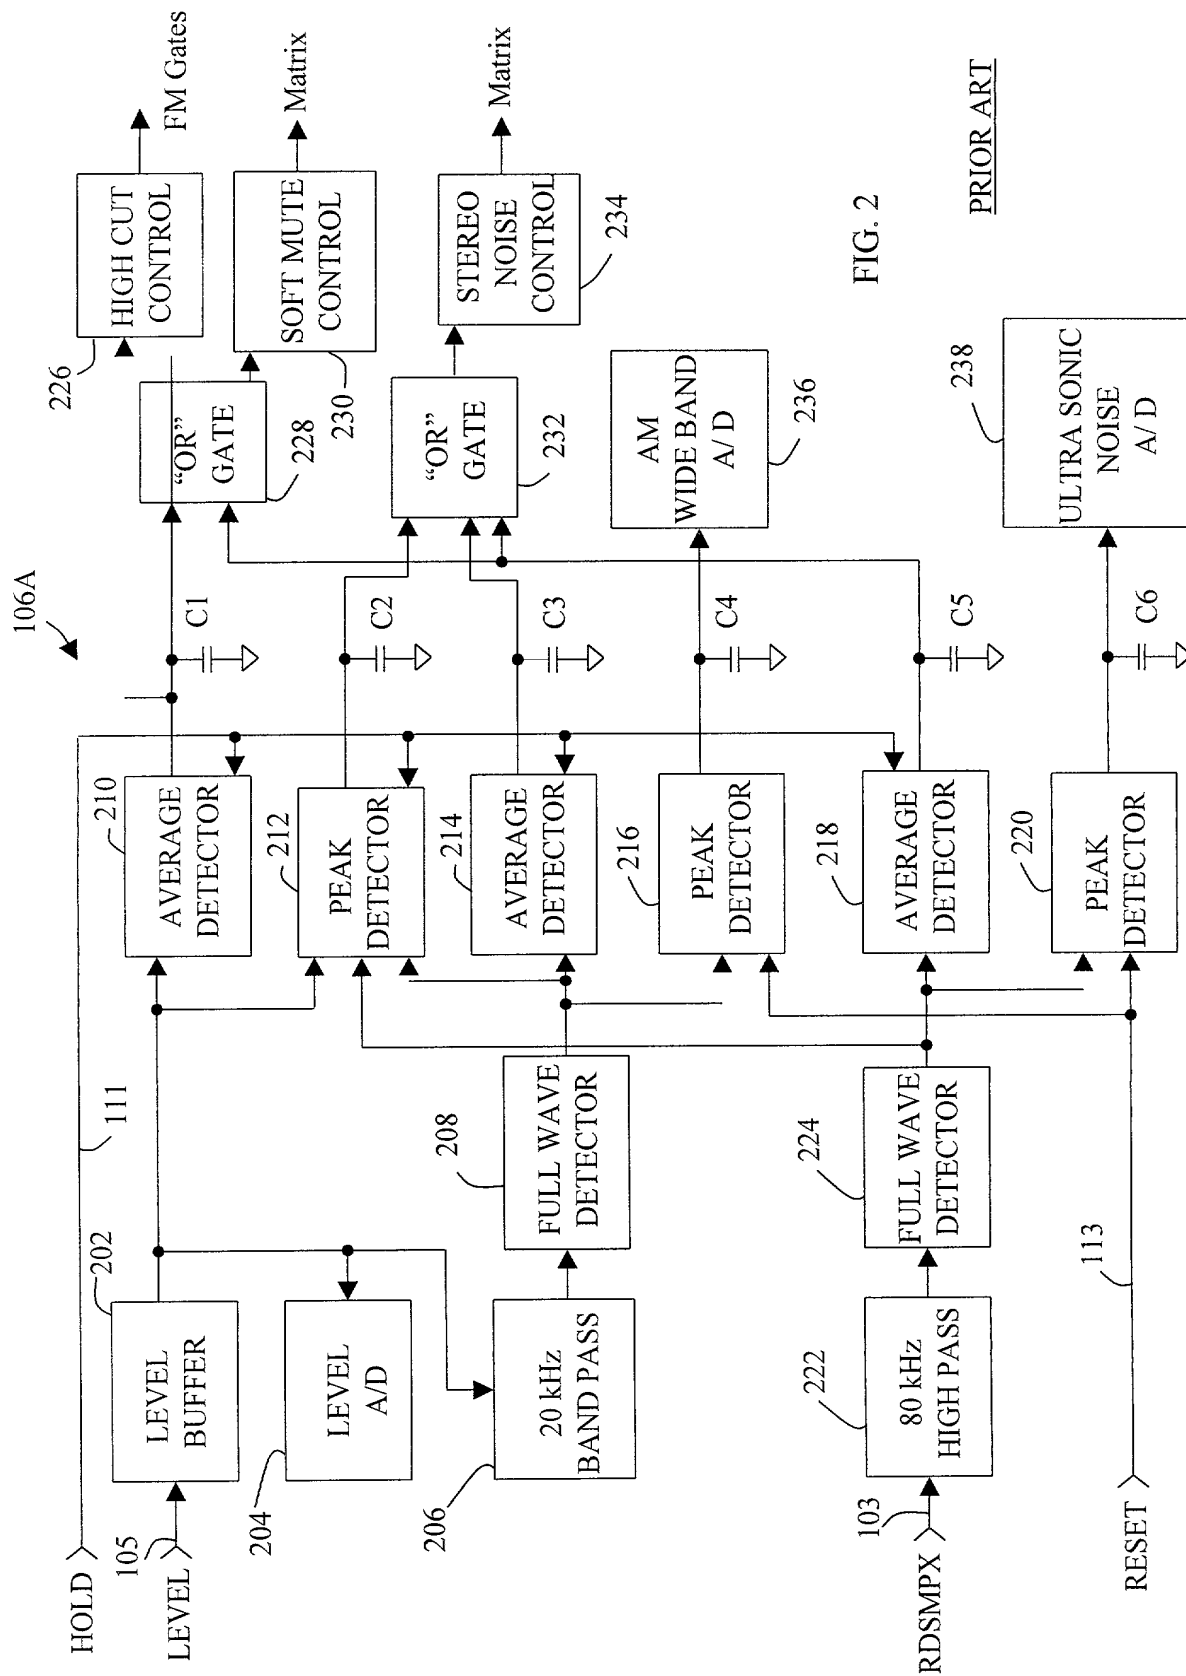 HOLD
111
106A
LEVEL
105
LEVEL
BUFFER
202
AVERAGE
DETECTOR
210
C1
HIGH CUT
CONTROL
226
FM Gates
"OR"
GATE
228
SOFT MUTE
CONTROL
230
Matrix
LEVEL
A/D
204
PEAK
DETECTOR
212
C2
20 kHz
BAND PASS
206
FULL WAVE
DETECTOR
208
AVERAGE
DETECTOR
214
C3
"OR"
GATE
232
STEREO
NOISE
CONTROL
234
Matrix
PEAK
DETECTOR
216
C4
AM
WIDE BAND
A/ D
236
RDSMPX
103
80 kHz
HIGH PASS
222
FULL WAVE
DETECTOR
224
AVERAGE
DETECTOR
218
C5
RESET
113
PEAK
DETECTOR
220
C6
ULTRA SONIC
NOISE
A/ D
238
FIG. 2
PRIOR ART